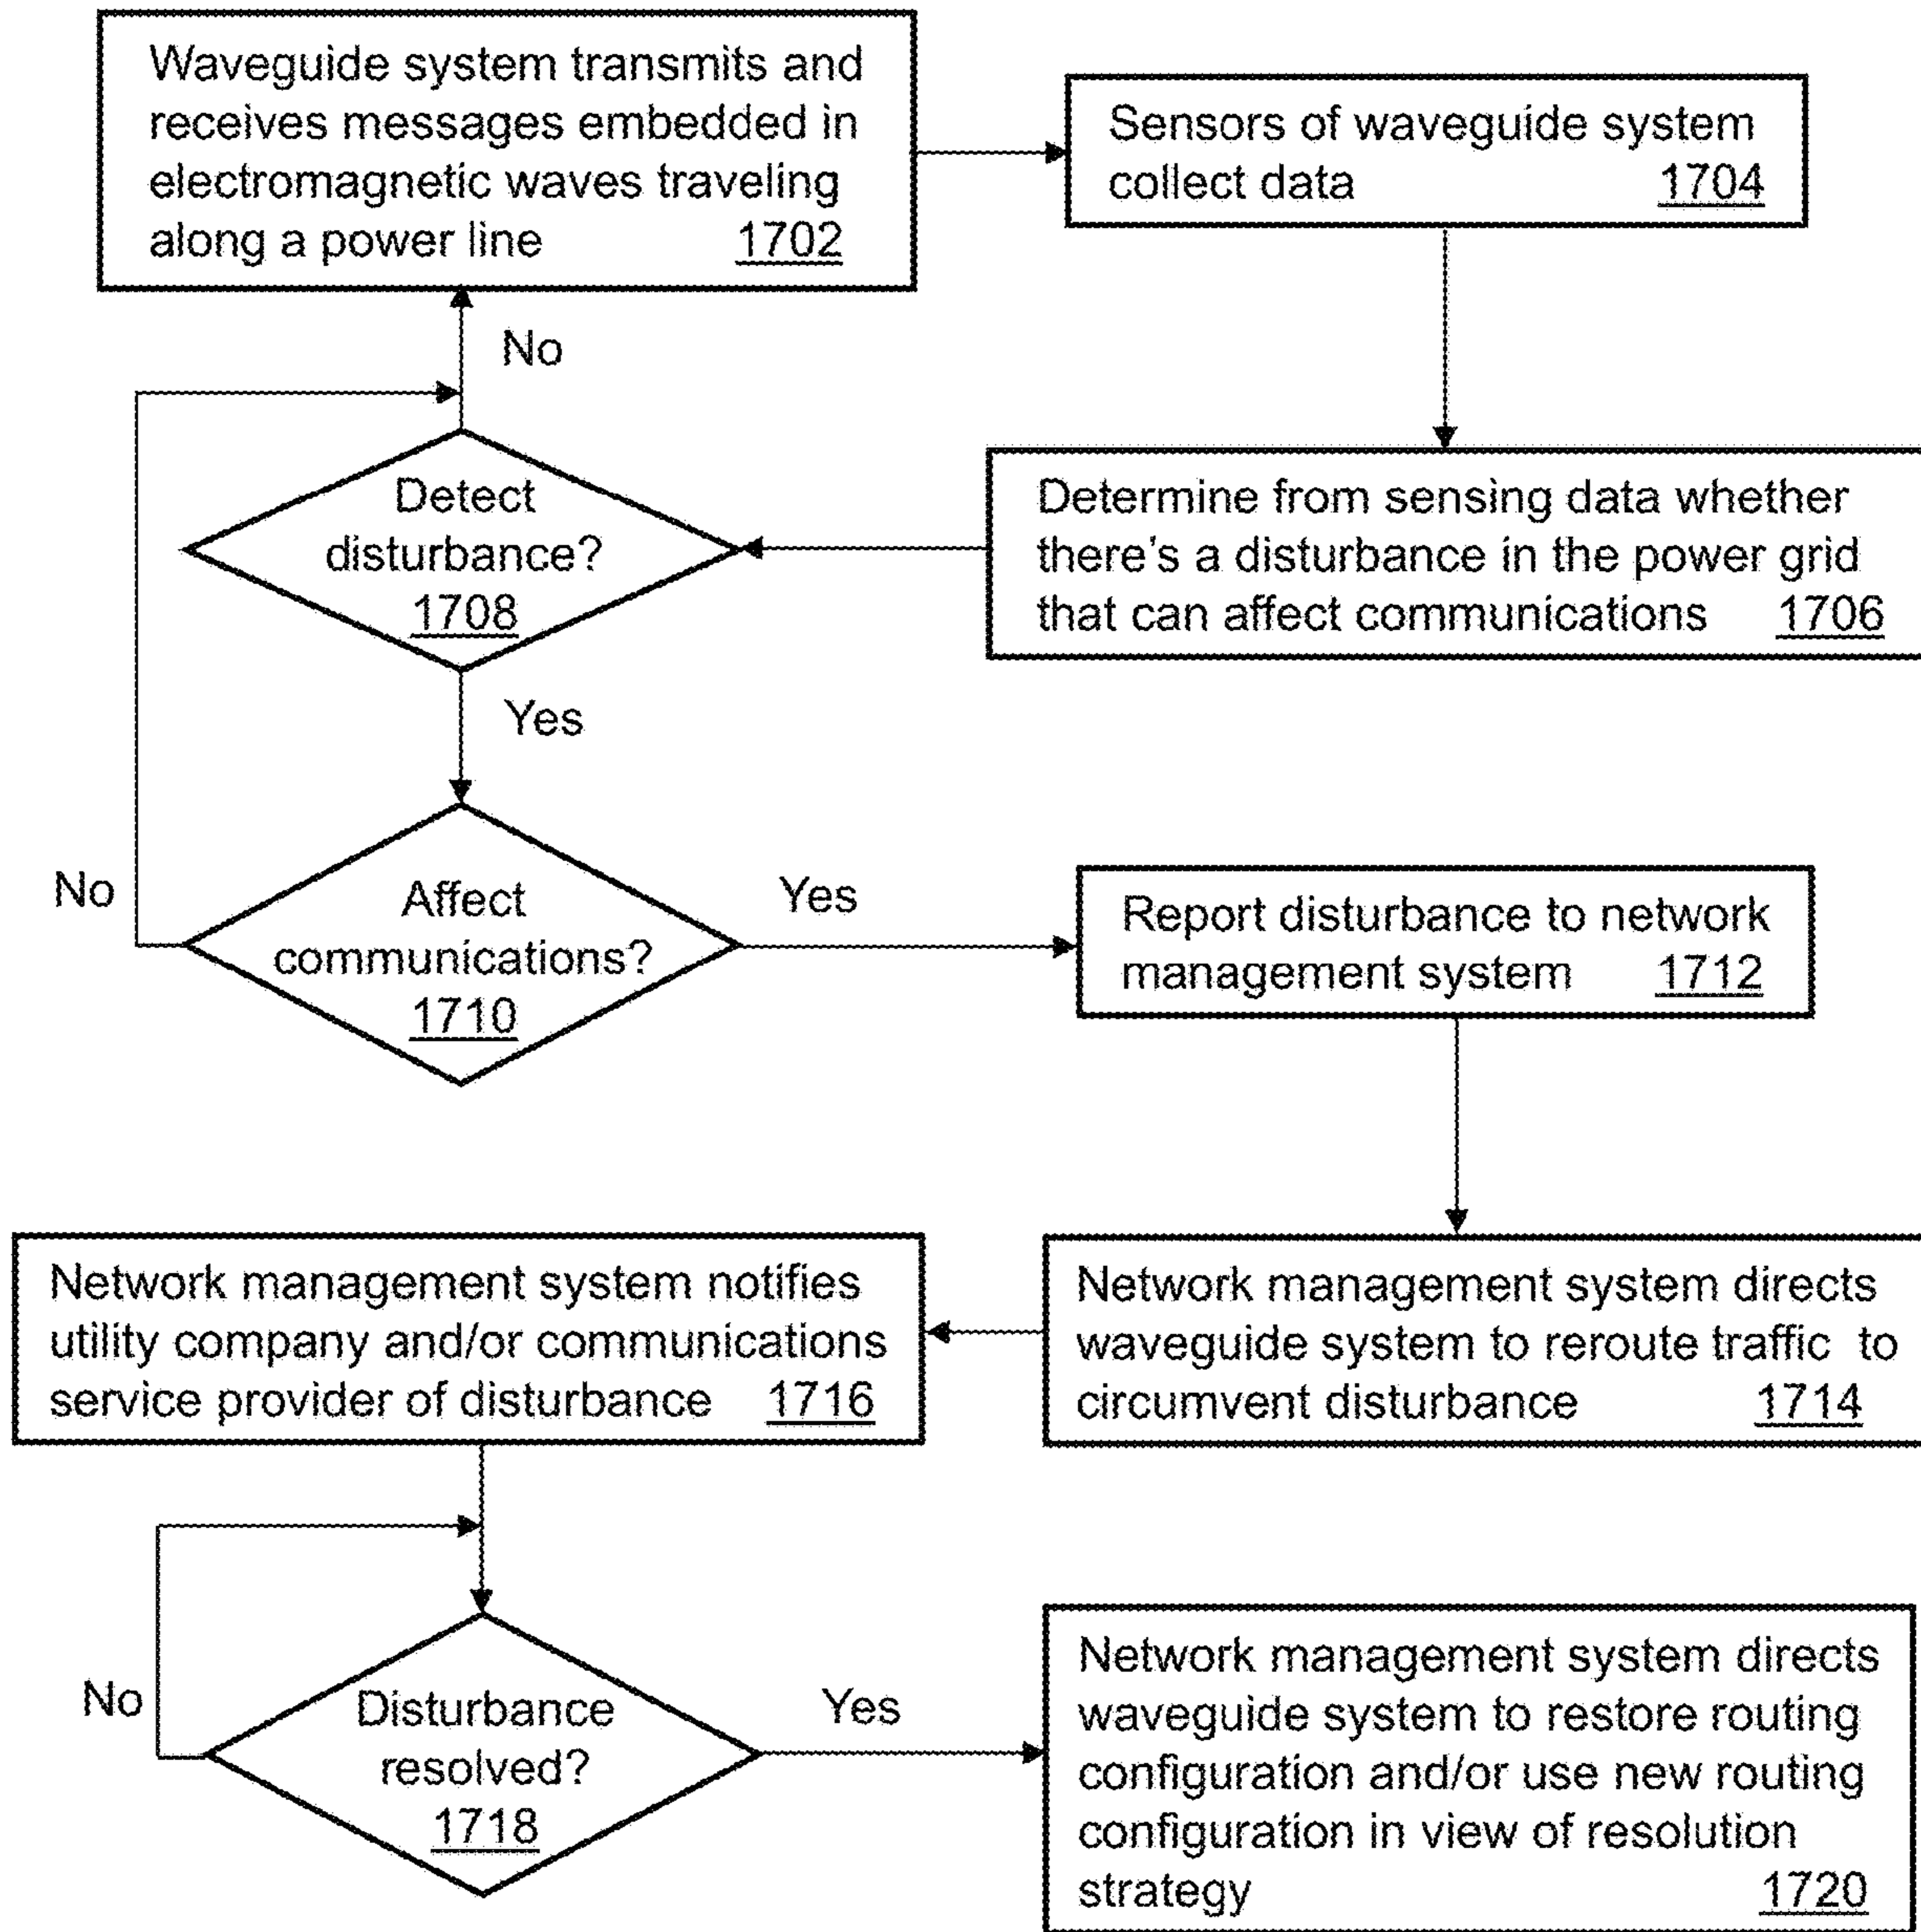 Waveguide system transmits and
receives messages embedded in
electromagnetic waves traveling
along a power line 1702
Sensors of waveguide system
collect data 1704
No
Detect
disturbance?
1708
Determine from sensing data whether
there's a disturbance in the power grid
that can affect communications 1706
Yes
No
Affect
communications?
1710
Yes
Report disturbance to network
management system 1712
Network management system notifies
utility company and/or communications
service provider of disturbance 1716
Network management system directs
waveguide system to reroute traffic to
circumvent disturbance 1714
No
Disturbance
resolved?
1718
Yes
Network management system directs
waveguide system to restore routing
configuration and/or use new routing
configuration in view of resolution
strategy 1720